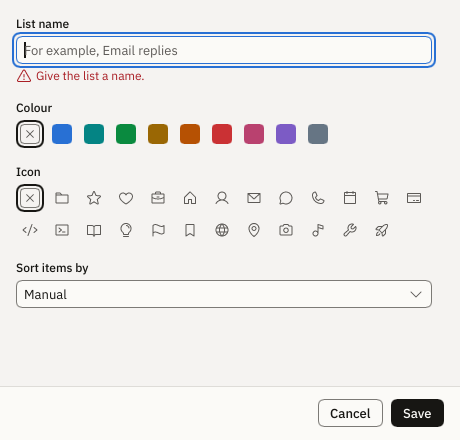 List name
For example, Email replies
Give the list a name.
Colour
Icon
Sort items by
Manual
Cancel
Save